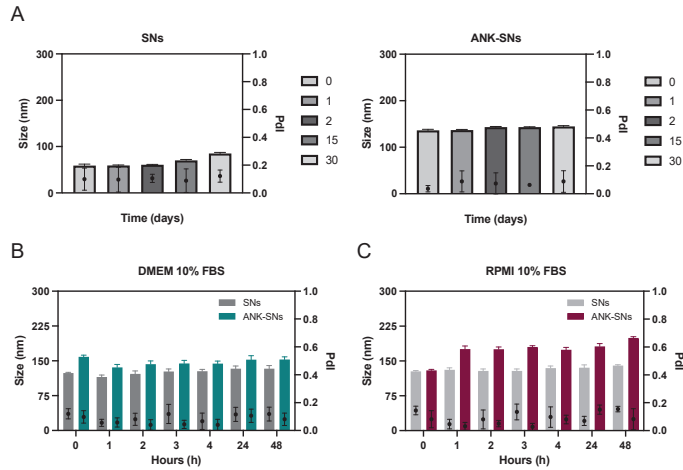 A
SNs
ANK-SNs
300
200
100
0
Size (nm)
1.0
0.8
0.6
0.4
0.2
0.0
PdI
0
1
2
15
30
Time (days)
300
200
100
0
Size (nm)
1.0
0.8
0.6
0.4
0.2
0.0
PdI
0
1
2
15
30
Time (days)
B
DMEM 10% FBS
300
225
150
75
0
Size (nm)
SNs
ANK-SNs
1.0
0.8
0.6
0.4
0.2
0.0
PdI
0 1 2 3 4 24 48
Hours (h)
C
RPMI 10% FBS
300
225
150
75
0
Size (nm)
SNs
ANK-SNs
1.0
0.8
0.6
0.4
0.2
0.0
PdI
0 1 2 3 4 24 48
Hours (h)